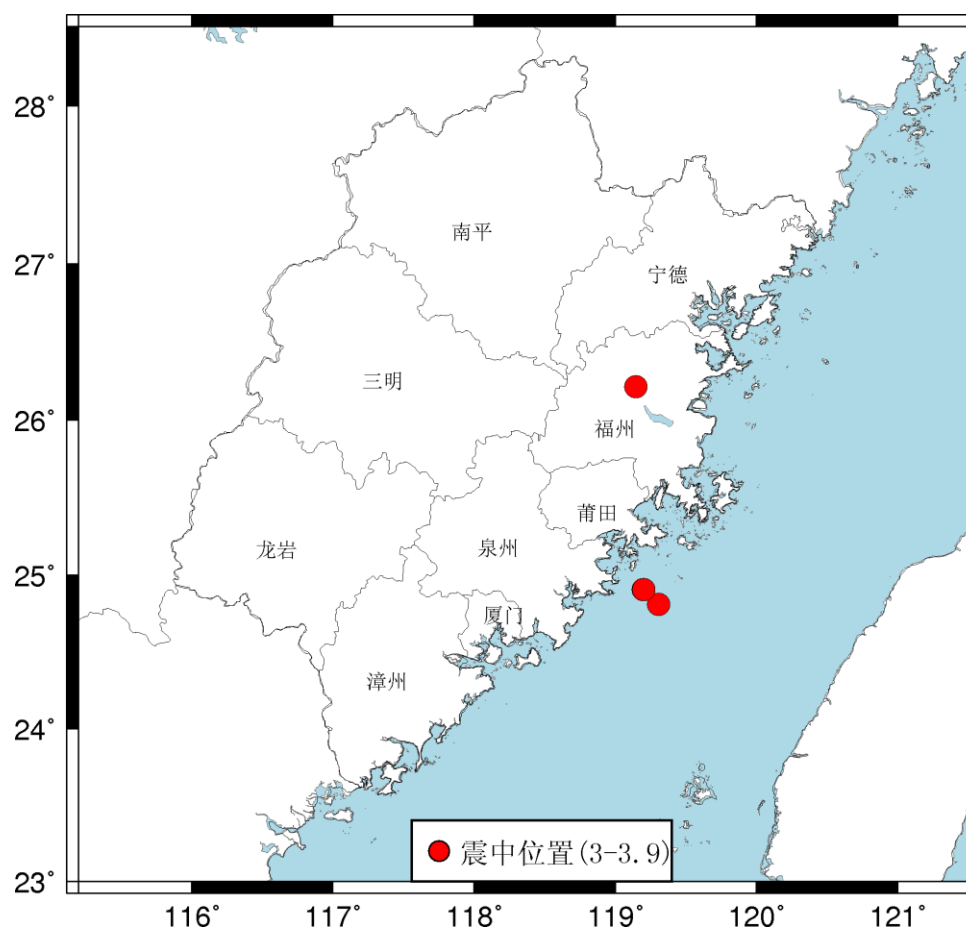 28°
27°
26°
25°
24°
23°
南平
宁德
三明
福州
莆田
龙岩
泉州
厦门
漳州
震中位置(3-3.9)
116°
117°
118°
119°
120°
121°